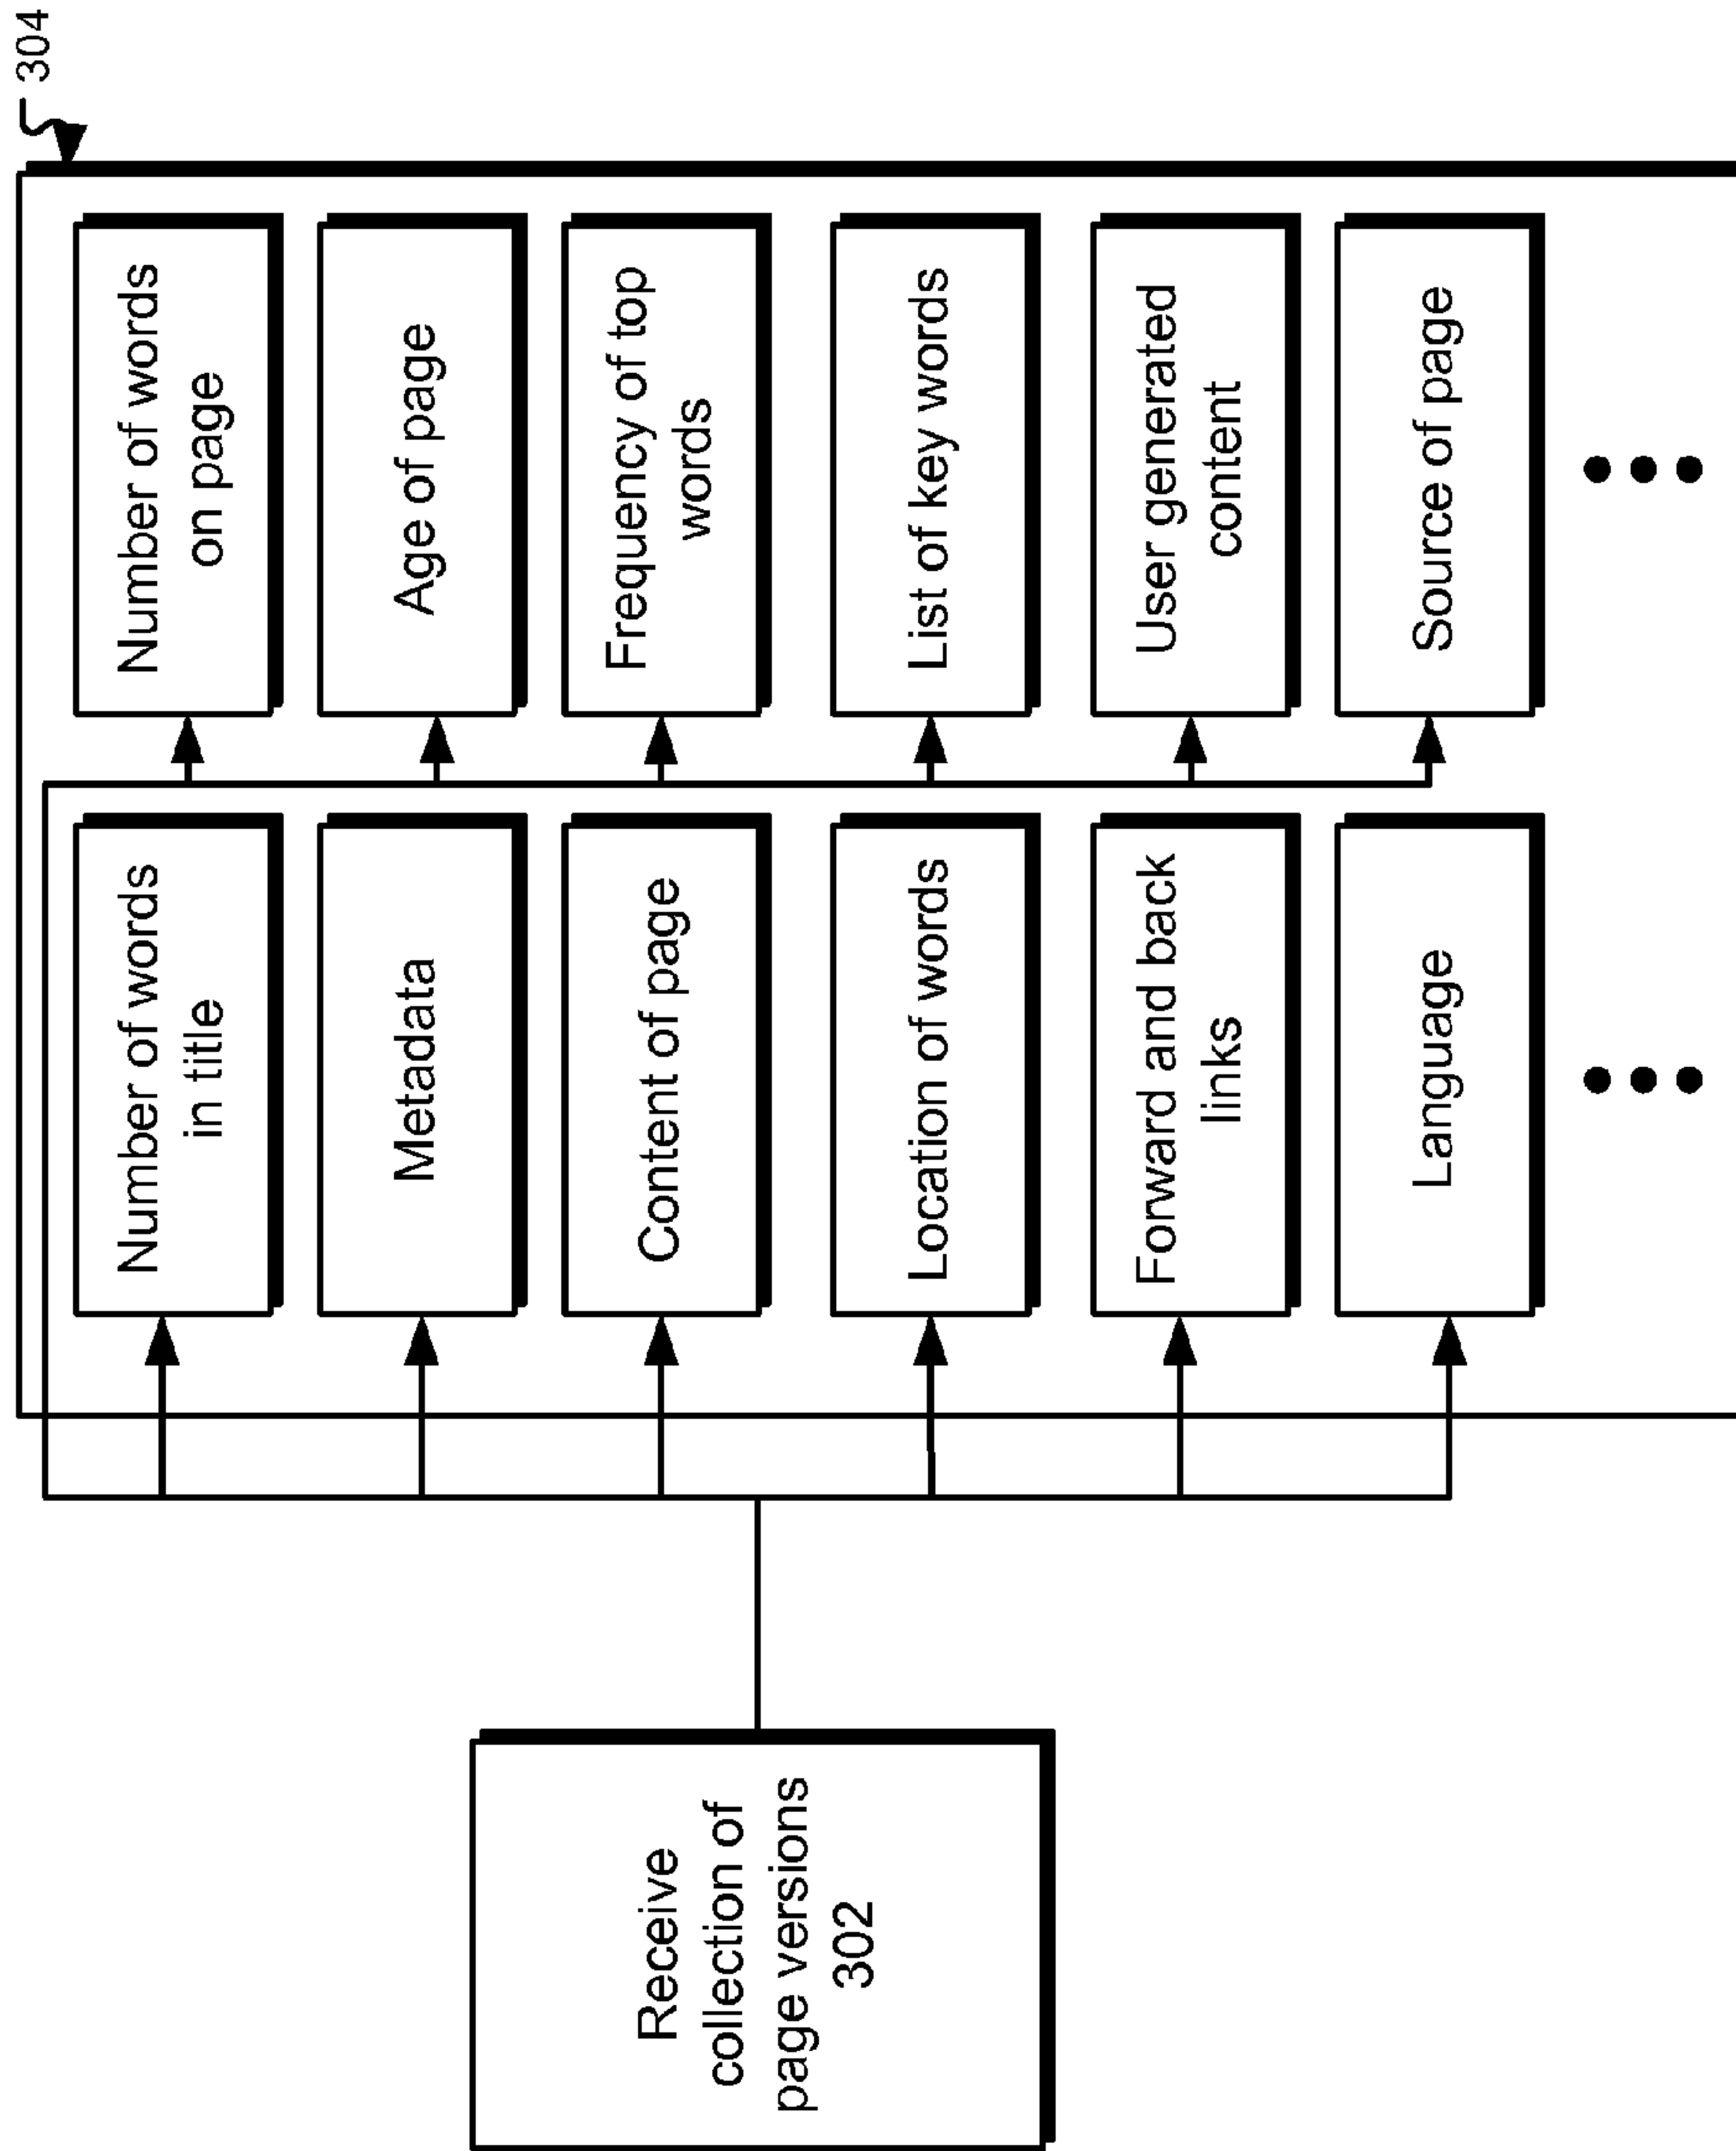 304
Number of words
in title
Number of words
on page
Metadata
Age of page
Content of page
Frequency of top
words
Location of words
List of key words
Forward and back
links
User generated
content
Language
Source of page
Receive
collection of
page versions
302